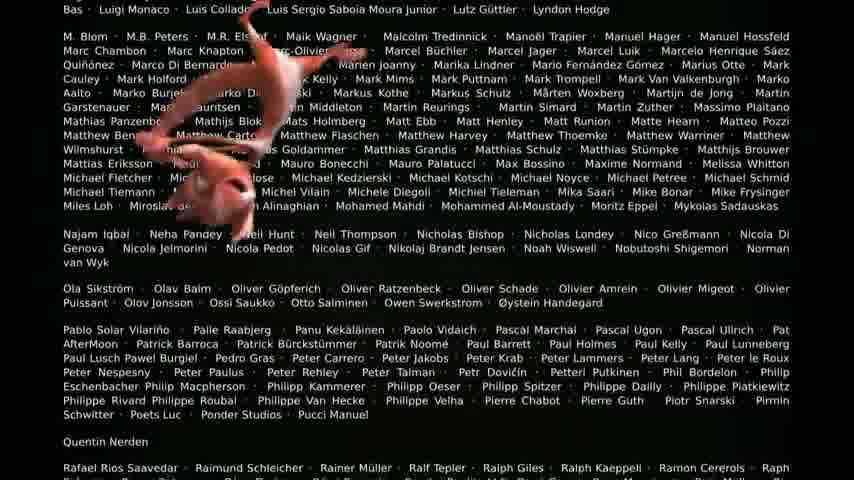 Bas · Luigi Monaco · Luis Collado · Luis Sergio Saboia Moura Junior · Lutz Güttler · Lyndon Hodge
M. Blom · M.B. Peters · M.R. · Maik Wagner · Malcolm Tredinnick · Manoël Trapier · Manuel Hager · Manuel Hossfeld
Marc Chambon · Marc Knapton · Marcel Büchler · Marcel Jager · Marcel Luik · Marcelo Henrique Sáez
Quiñónez · Marco Di · Marien Joanny · Marika Lindner · Mario Fernández Gómez · Marius Otte · Mark
Cauley · Mark Holford · Kelly · Mark Mims · Mark Puttnam · Mark Trompell · Mark Van Valkenburgh · Marko
Aalto · Marko · Markus Kothe · Markus Schulz · Mårten Woxberg · Martijn de Jong · Martin
Garstenauer · Middleton · Martin Reurings · Martin Simard · Martin Zuther · Massimo Plaitano
Mathias · Mathijs Blok · Mats Holmberg · Matt Ebb · Matt Henley · Matt Runion · Matte Hearn · Matteo Pozzi
Matthew · Matthew · Matthew Flaschen · Matthew Harvey · Matthew Thoemke · Matthew Warriner · Matthew
Wilmshurst · Goldammer · Matthias Grandis · Matthias Schulz · Matthias Stümpke · Matthijs Brouwer
Mattias Eriksson · Mauro Bonecchi · Mauro Palatucci · Max Bossino · Maxime Normand · Melissa Whitton
Michael Fletcher · Michael Kedzierski · Michael Kotschi · Michael Noyce · Michael Petree · Michael Schmid
Michael Tiemann · Michel Vilain · Michele Diegoli · Michiel Tieleman · Mika Saari · Mike Bonar · Mike Frysinger
Miles Loh · Alinaghian · Mohamed Mahdi · Mohammed Al-Moustady · Moritz Eppel · Mykolas Sadauskas
Najam Iqbal · Neha Pandey · Neil Hunt · Neil Thompson · Nicholas Bishop · Nicholas Londey · Nico Greßmann · Nicola Di
Genova · Nicola Jelmorini · Nicola Pedot · Nicolas Gif · Nikolaj Brandt Jensen · Noah Wiswell · Nobutoshi Shigemori · Norman
van Wyk
Ola Sikström · Olav Balm · Oliver Göpferich · Oliver Ratzenbeck · Oliver Schade · Olivier Amrein · Olivier Migeot · Olivier
Puissant · Olov Jonsson · Ossi Saukko · Otto Salminen · Owen Swerkstrom · Øystein Handegard
Pablo Solar Vilariño · Palle Raabjerg · Panu Kekäläinen · Paolo Vidaich · Pascal Marchal · Pascal Ugon · Pascal Ullrich · Pat
AfterMoon · Patrick Barroca · Patrick Bürckstümmer · Patrik Noomé · Paul Barrett · Paul Holmes · Paul Kelly · Paul Lunneberg
Paul Lusch Pawel Burgiel · Pedro Gras · Peter Carrero · Peter Jakobs · Peter Krab · Peter Lammers · Peter Lang · Peter le Roux
Peter Nespesny · Peter Paulus · Peter Rehley · Peter Talman · Petr Dovićín · Petteri Putkinen · Phil Bordelon · Philip
Eschenbacher Philip Macpherson · Philipp Kammerer · Philipp Oeser · Philipp Spitzer · Philippe Dailly · Philippe Piatkiewitz
Philippe Rivard Philippe Roubal · Philippe Van Hecke · Philippe Velha · Pierre Chabot · Pierre Guth · Piotr Snarski · Pirmin
Schwitter · Poets Luc · Ponder Studios · Pucci Manuel
Quentin Nerden
Rafael Rios Saavedar · Raimund Schleicher · Rainer Müller · Ralf Tepler · Ralph Giles · Ralph Kaeppeli · Ramon Cererols · Raph